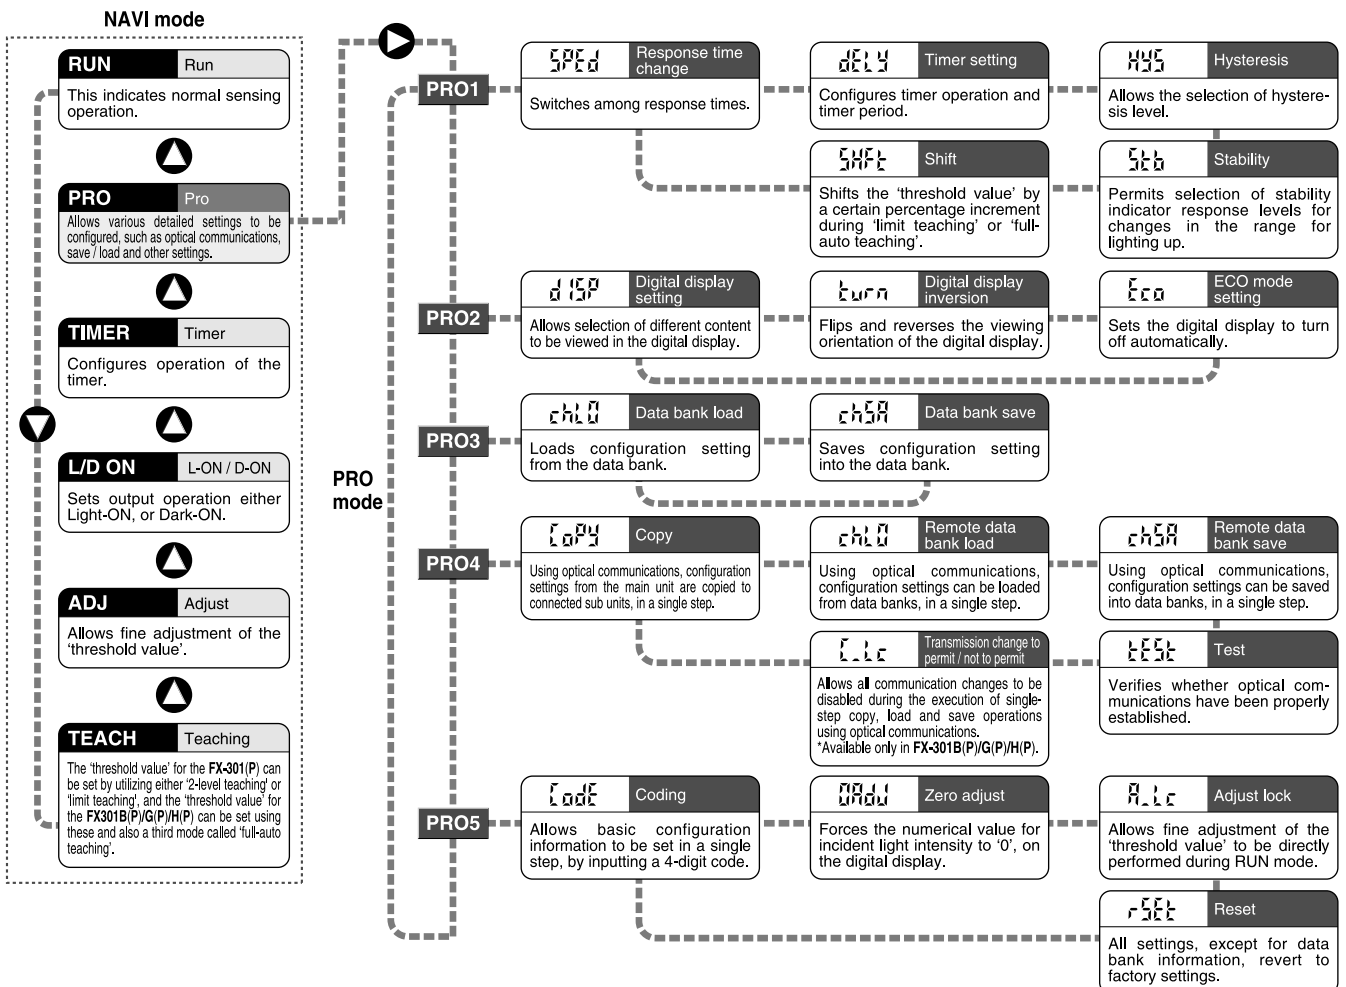 NAVI mode
RUN Run
This indicates normal sensing
operation.
PRO Pro
Allows various detailed settings to be
configured, such as optical communications,
save / load and other settings.
TIMER Timer
Configures operation of the
timer.
L/D ON L-ON / D-ON
Sets output operation either
Light-ON, or Dark-ON.
ADJ Adjust
Allows fine adjustment of the
'threshold value'.
TEACH Teaching
The 'threshold value' for the FX-301(P) can
be set by utilizing either '2-level teaching' or
'limit teaching', and the 'threshold value' for
the FX301B(P)/G(P)/H(P) can be set using
these and also a third mode called 'full-auto
teaching'.
PRO
mode
PRO1
SPEd Response time
change
Switches among response times.
dELY Timer setting
Configures timer operation and
timer period.
HYS Hysteresis
Allows the selection of hystere-
sis level.
SHFt Shift
Shifts the 'threshold value' by
a certain percentage increment
during 'limit teaching' or 'full-
auto teaching'.
Stb Stability
Permits selection of stability
indicator response levels for
changes in the range for
lighting up.
PRO2
dISP Digital display
setting
Allows selection of different content
to be viewed in the digital display.
turn Digital display
inversion
Flips and reverses the viewing
orientation of the digital display.
Eco ECO mode
setting
Sets the digital display to turn
off automatically.
PRO3
chLO Data bank load
Loads configuration setting
from the data bank.
chSA Data bank save
Saves configuration setting
into the data bank.
PRO4
CoPY Copy
Using optical communications, configuration
settings from the main unit are copied to
connected sub units, in a single step.
chLO Remote data
bank load
Using optical communications,
configuration settings can be loaded
from data banks, in a single step.
chSA Remote data
bank save
Using optical communications,
configuration settings can be saved
into data banks, in a single step.
C_Lc Transmission change to
permit / not to permit
Allows all communication changes to be
disabled during the execution of single-
step copy, load and save operations
using optical communications.
*Available only in FX-301B(P)/G(P)/H(P).
tESt Test
Verifies whether optical com-
munications have been properly
established.
PRO5
CodE Coding
Allows basic configuration
information to be set in a single
step, by inputting a 4-digit code.
0AdJ Zero adjust
Forces the numerical value for
incident light intensity to '0', on
the digital display.
A_Lc Adjust lock
Allows fine adjustment of the
'threshold value' to be directly
performed during RUN mode.
rSEt Reset
All settings, except for data
bank information, revert to
factory settings.